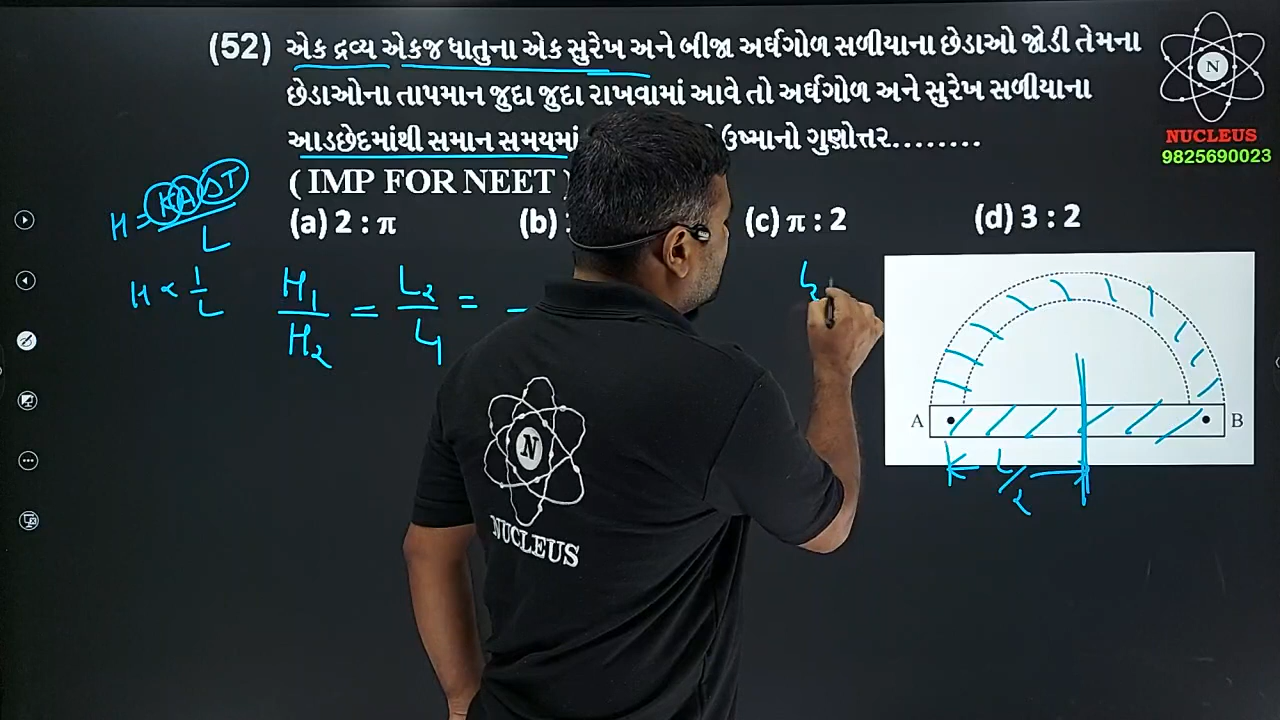 (52) એક દ્રવ્ય એકજ ધાતુના એક સુરેખ અને બીજા અર્ધગોળ સળીયાના છેડાઓ જોડી તેમના
છેડાઓના તાપમાન જુદા જુદા રાખવામાં આવે તો અર્ધગોળ અને સુરેખ સળીયાના
આડછેદમાંથી સમાન સમયમાં ઉષ્માનો ગુણોત્તર........
( IMP FOR NEET )
(a) 2 : π (b) (c) π : 2 (d) 3 : 2
N
NUCLEUS
9825690023
H = KAΔT / L
H ∝ 1/L
H1/H2 = L2/L1 =
A B
L/2
N
NUCLEUS